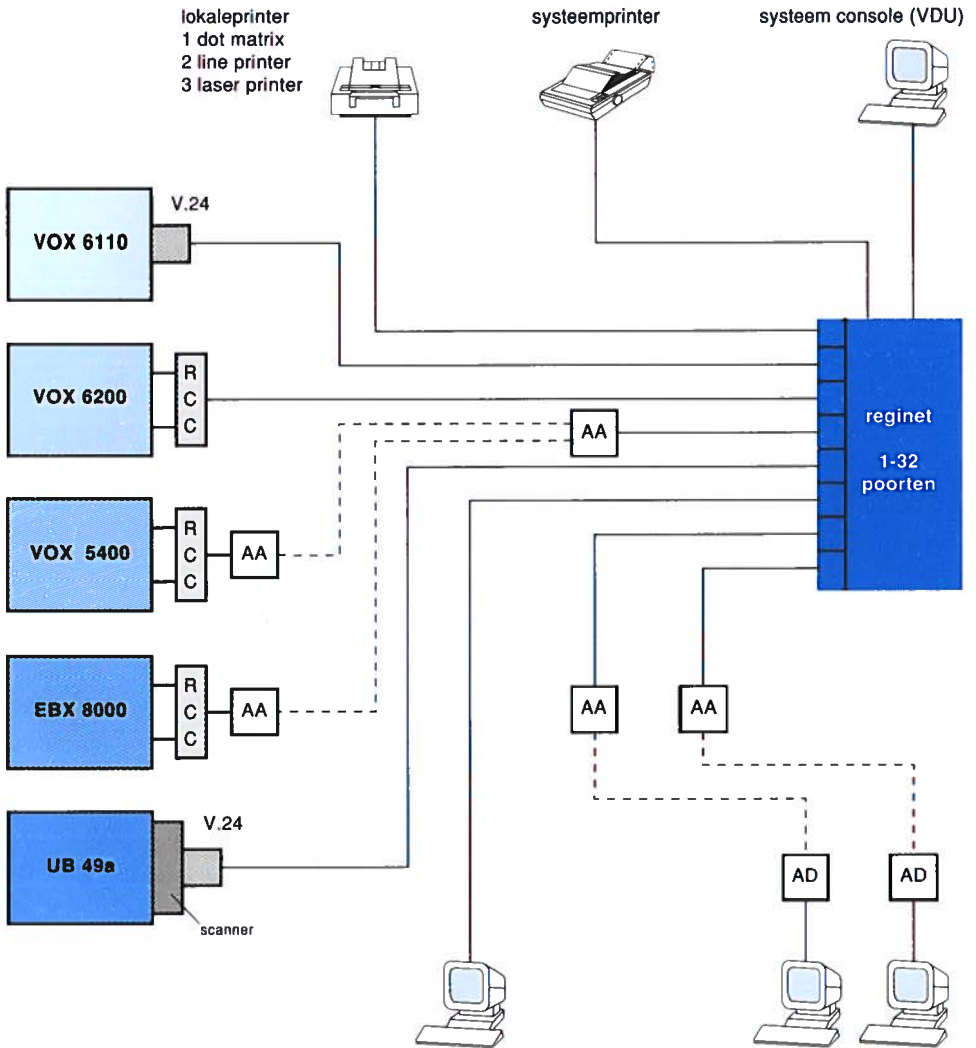 lokaleprinter
1 dot matrix
2 line printer
3 laser printer
systeemprinter
systeem console (VDU)
V.24
VOX 6110
VOX 6200
R
C
C
AA
reginet
1-32
poorten
VOX 5400
R
C
C
AA
EBX 8000
R
C
C
AA
AA
AA
V.24
UB 49a
scanner
AD
AD